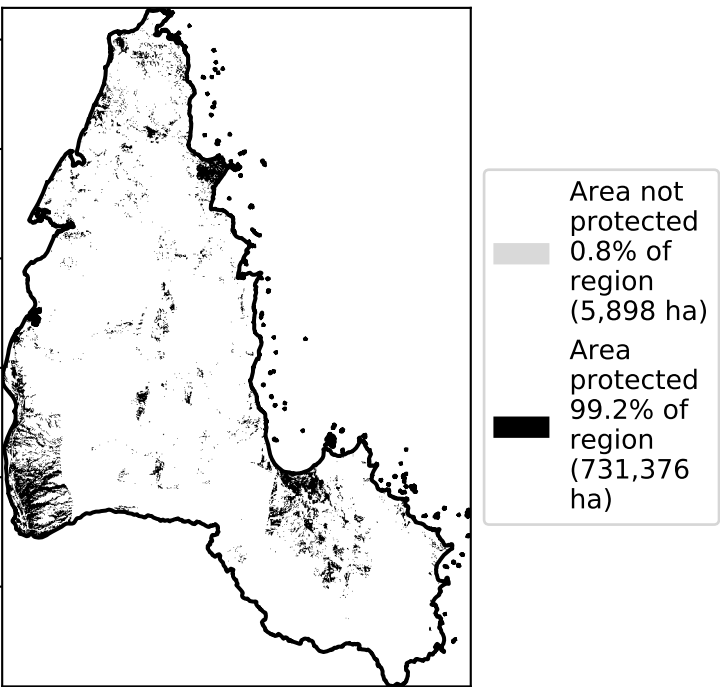 Area not
protected
0.8% of
region
(5,898 ha)
Area
protected
99.2% of
region
(731,376
ha)